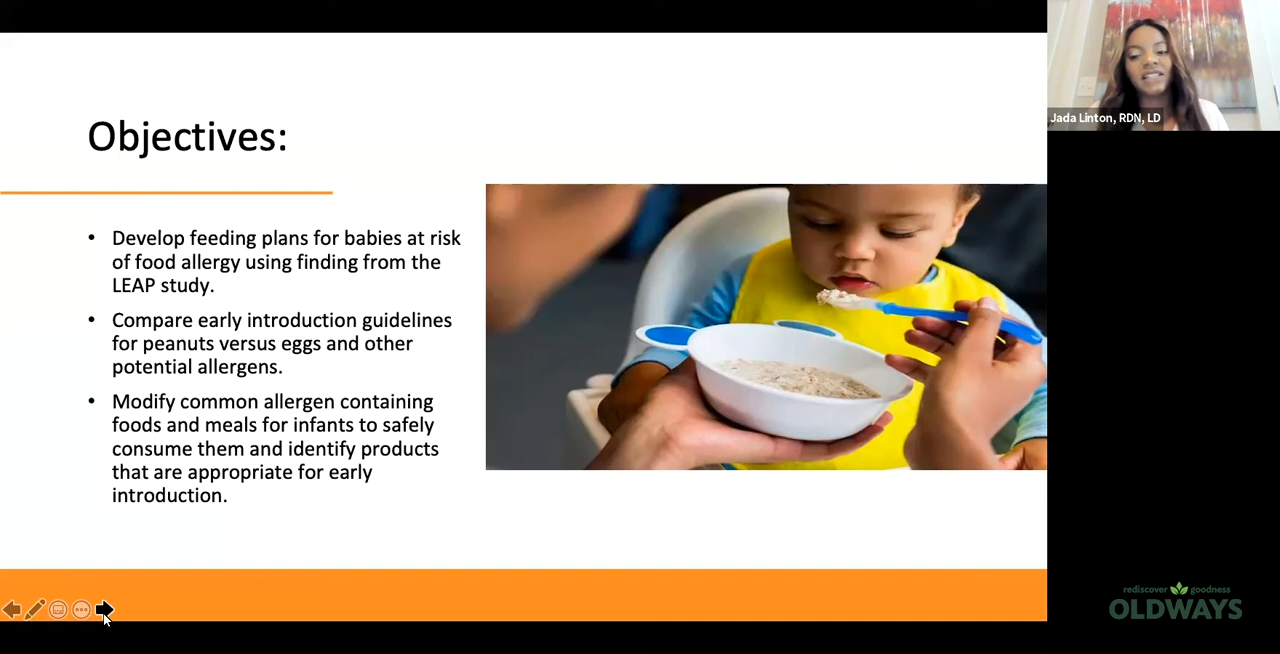 Objectives:
• Develop feeding plans for babies at risk
of food allergy using finding from the
LEAP study.
• Compare early introduction guidelines
for peanuts versus eggs and other
potential allergens.
• Modify common allergen containing
foods and meals for infants to safely
consume them and identify products
that are appropriate for early
introduction.
Jada Linton, RDN, LD
rediscover goodness
OLDWAYS